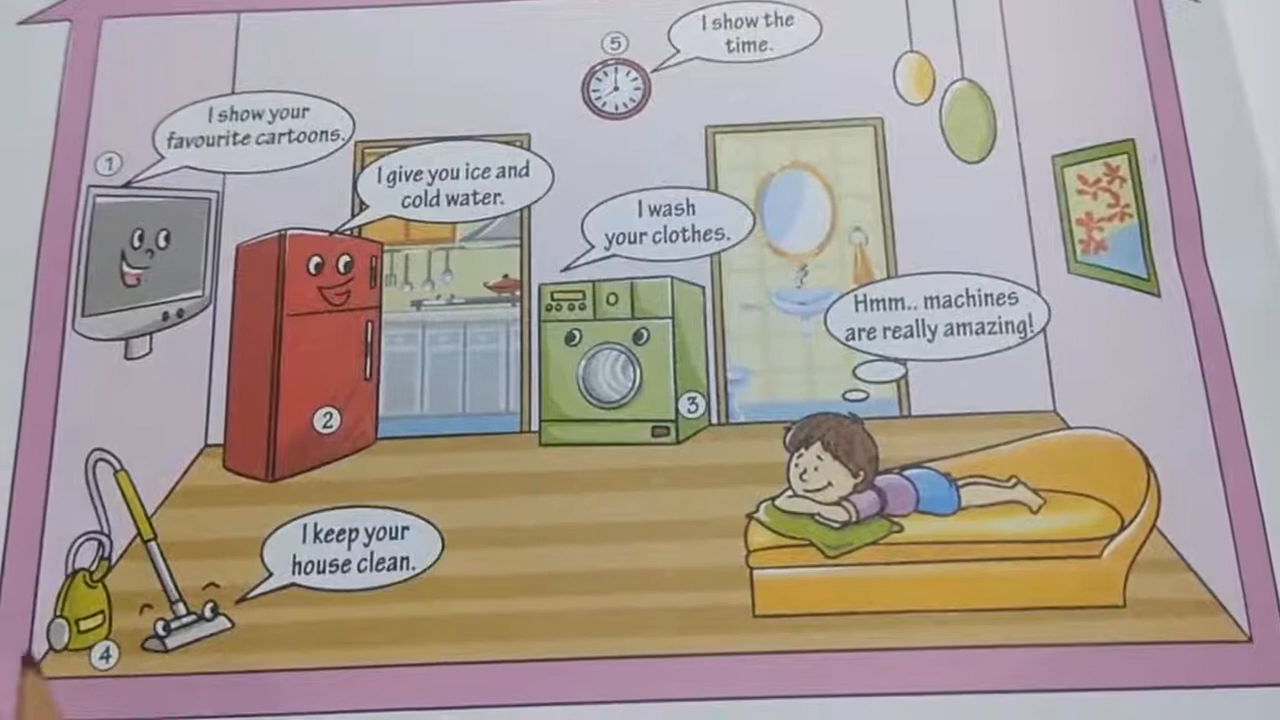 5
I show the
time.
1
I show your
favourite cartoons.
I give you ice and
cold water.
2
I wash
your clothes.
3
Hmm.. machines
are really amazing!
I keep your
house clean.
4